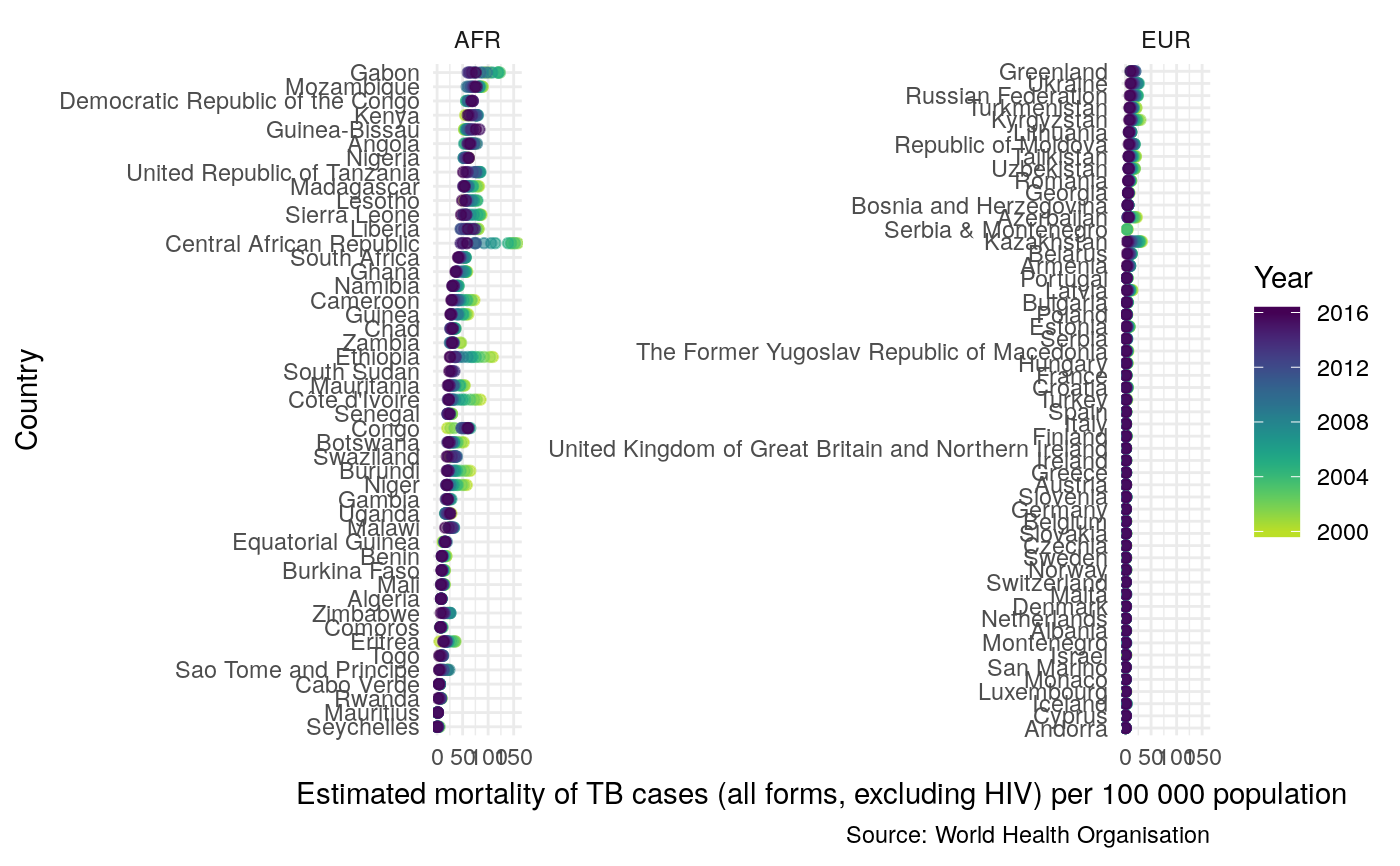 AFR
Gabon
Mozambique
Democratic Republic of the Congo
Kenya
Guinea-Bissau
Angola
Nigeria
United Republic of Tanzania
Madagascar
Lesotho
Sierra Leone
Liberia
Central African Republic
South Africa
Ghana
Namibia
Cameroon
Guinea
Chad
Zambia
Ethiopia
South Sudan
Mauritania
Côte d'Ivoire
Senegal
Congo
Botswana
Swaziland
Burundi
Niger
Gambia
Uganda
Malawi
Equatorial Guinea
Benin
Burkina Faso
Mali
Algeria
Zimbabwe
Comoros
Eritrea
Togo
Sao Tome and Principe
Cabo Verde
Rwanda
Mauritius
Seychelles
0 50 100 150
EUR
Greenland
Ukraine
Russian Federation
Turkmenistan
Kyrgyzstan
Lithuania
Republic of Moldova
Tajikistan
Uzbekistan
Romania
Georgia
Bosnia and Herzegovina
Azerbaijan
Serbia & Montenegro
Kazakhstan
Belarus
Armenia
Portugal
Latvia
Bulgaria
Poland
Estonia
Serbia
The Former Yugoslav Republic of Macedonia
Hungary
France
Croatia
Turkey
Spain
Italy
Finland
United Kingdom of Great Britain and Northern Ireland
Ireland
Greece
Austria
Slovenia
Germany
Belgium
Slovakia
Czechia
Sweden
Norway
Switzerland
Malta
Denmark
Netherlands
Albania
Montenegro
Israel
San Marino
Monaco
Luxembourg
Iceland
Cyprus
Andorra
0 50 100 150
Country
Estimated mortality of TB cases (all forms, excluding HIV) per 100 000 population
Source: World Health Organisation
Year
2016
2012
2008
2004
2000